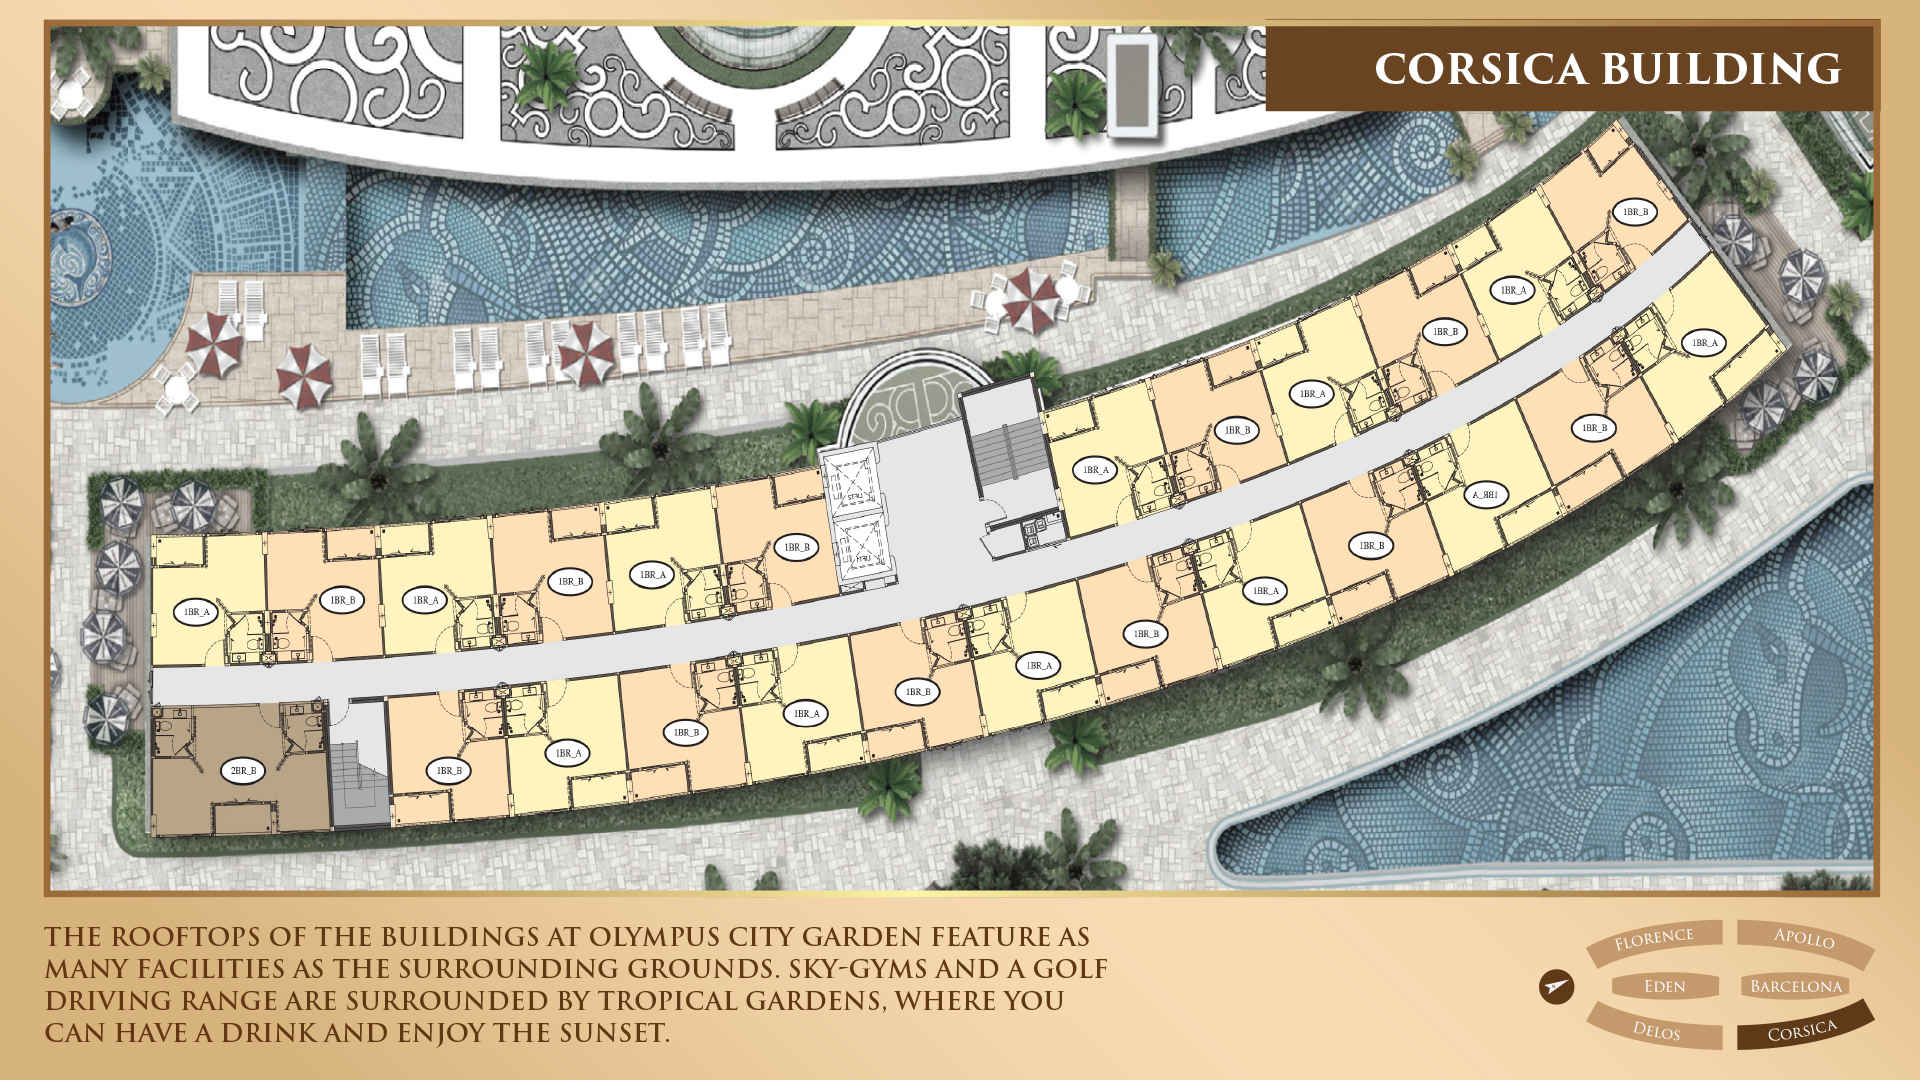 CORSICA BUILDING
1BR_B
1BR_A
1BR_B
1BR_A
1BR_A
1BR_B
1BR_B
1BR_A
1BR_A
1BR_B
1BR_B
1BR_A
1BR_A
1BR_B
1BR_A
1BR_B
1BR_A
1BR_B
1BR_A
1BR_B
1BR_A
1BR_B
1BR_A
1BR_B
1BR_A
1BR_B
2BR_B
LIFT
LIFT
THE ROOFTOPS OF THE BUILDINGS AT OLYMPUS CITY GARDEN FEATURE AS
MANY FACILITIES AS THE SURROUNDING GROUNDS. SKY-GYMS AND A GOLF
DRIVING RANGE ARE SURROUNDED BY TROPICAL GARDENS, WHERE YOU
CAN HAVE A DRINK AND ENJOY THE SUNSET.
FLORENCE APOLLO
EDEN BARCELONA
DELOS CORSICA